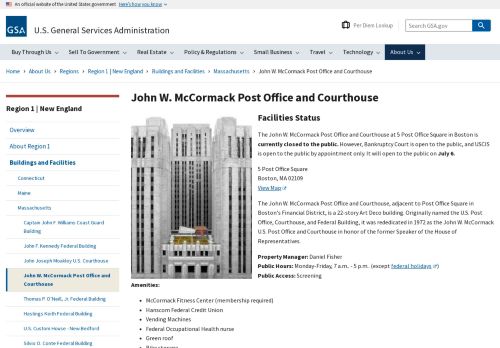 An official website of the United States government Here's how you know
GSA
U.S. General Services Administration
Per Diem Lookup
Search GSA.gov
Buy Through Us
Sell To Government
Real Estate
Policy & Regulations
Small Business
Travel
Technology
About Us
Home › About Us › Regions › Region 1 | New England › Buildings and Facilities › Massachusetts › John W. McCormack Post Office and Courthouse
Region 1 | New England
Overview
About Region 1
Buildings and Facilities
Connecticut
Maine
Massachusetts
Captain John F. Williams Coast Guard
Building
John F. Kennedy Federal Building
John Joseph Moakley U.S. Courthouse
John W. McCormack Post Office and
Courthouse
Thomas P. O'Neill, Jr. Federal Building
Hastings Keith Federal Building
U.S. Custom House - New Bedford
Silvio O. Conte Federal Building
John W. McCormack Post Office and Courthouse
Facilities Status
The John W. McCormack Post Office and Courthouse at 5 Post Office Square in Boston is
currently closed to the public. However, Bankruptcy Court is open to the public, and USCIS
is open to the public by appointment only. It will open to the public on July 6.
5 Post Office Square
Boston, MA 02109
View Map
The John W. McCormack Post Office and Courthouse, adjacent to Post Office Square in
Boston's Financial District, is a 22-story Art Deco building. Originally named the U.S. Post
Office, Courthouse, and Federal Building, it was rededicated in 1972 as the John W. McCormack
U.S. Post Office and Courthouse in honor of the former Speaker of the House of
Representatives.
Property Manager: Daniel Fisher
Public Hours: Monday-Friday, 7 a.m. - 5 p.m. (except federal holidays)
Public Access: Screening
Amenities:
• McCormack Fitness Center (membership required)
• Hanscom Federal Credit Union
• Vending Machines
• Federal Occupational Health nurse
• Green roof